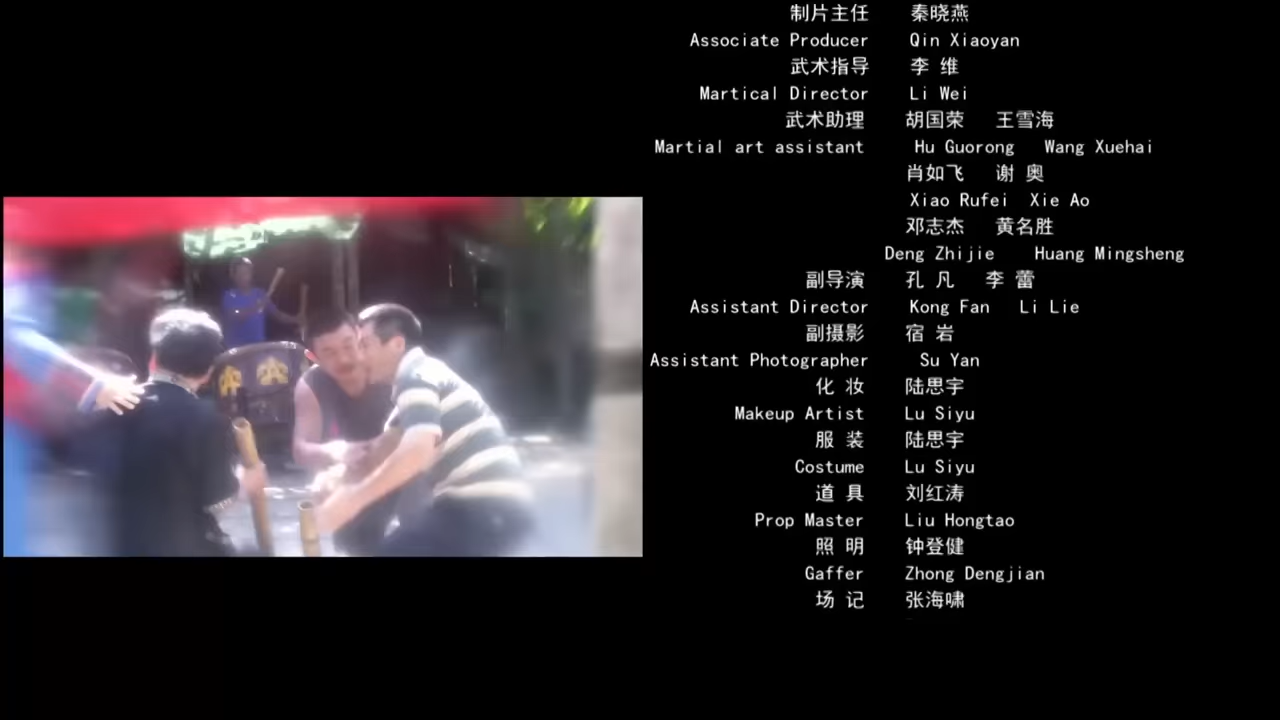 制片主任 秦晓燕
Associate Producer Qin Xiaoyan
武术指导 李 维
Martical Director Li Wei
武术助理 胡国荣 王雪海
Martial art assistant Hu Guorong Wang Xuehai
肖如飞 谢 奥
Xiao Rufei Xie Ao
邓志杰 黄名胜
Deng Zhijie Huang Mingsheng
副导演 孔 凡 李 蕾
Assistant Director Kong Fan Li Lie
副摄影 宿 岩
Assistant Photographer Su Yan
化 妆 陆思宇
Makeup Artist Lu Siyu
服 装 陆思宇
Costume Lu Siyu
道 具 刘红涛
Prop Master Liu Hongtao
照 明 钟登健
Gaffer Zhong Dengjian
场 记 张海啸